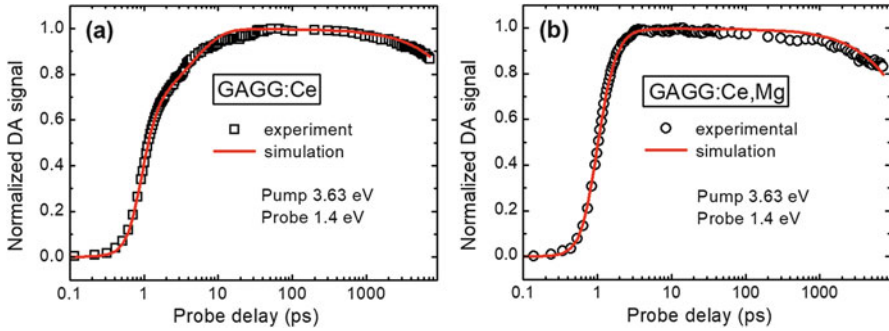 (a)
GAGG:Ce
experiment
simulation
Pump 3.63 eV
Probe 1.4 eV
Normalized DA signal
1.0
0.8
0.6
0.4
0.2
0.0
0.1 1 10 100 1000
Probe delay (ps)
(b)
GAGG:Ce,Mg
experimental
simulation
Pump 3.63 eV
Probe 1.4 eV
Normalized DA signal
1.0
0.8
0.6
0.4
0.2
0.0
0.1 1 10 100 1000
Probe delay (ps)